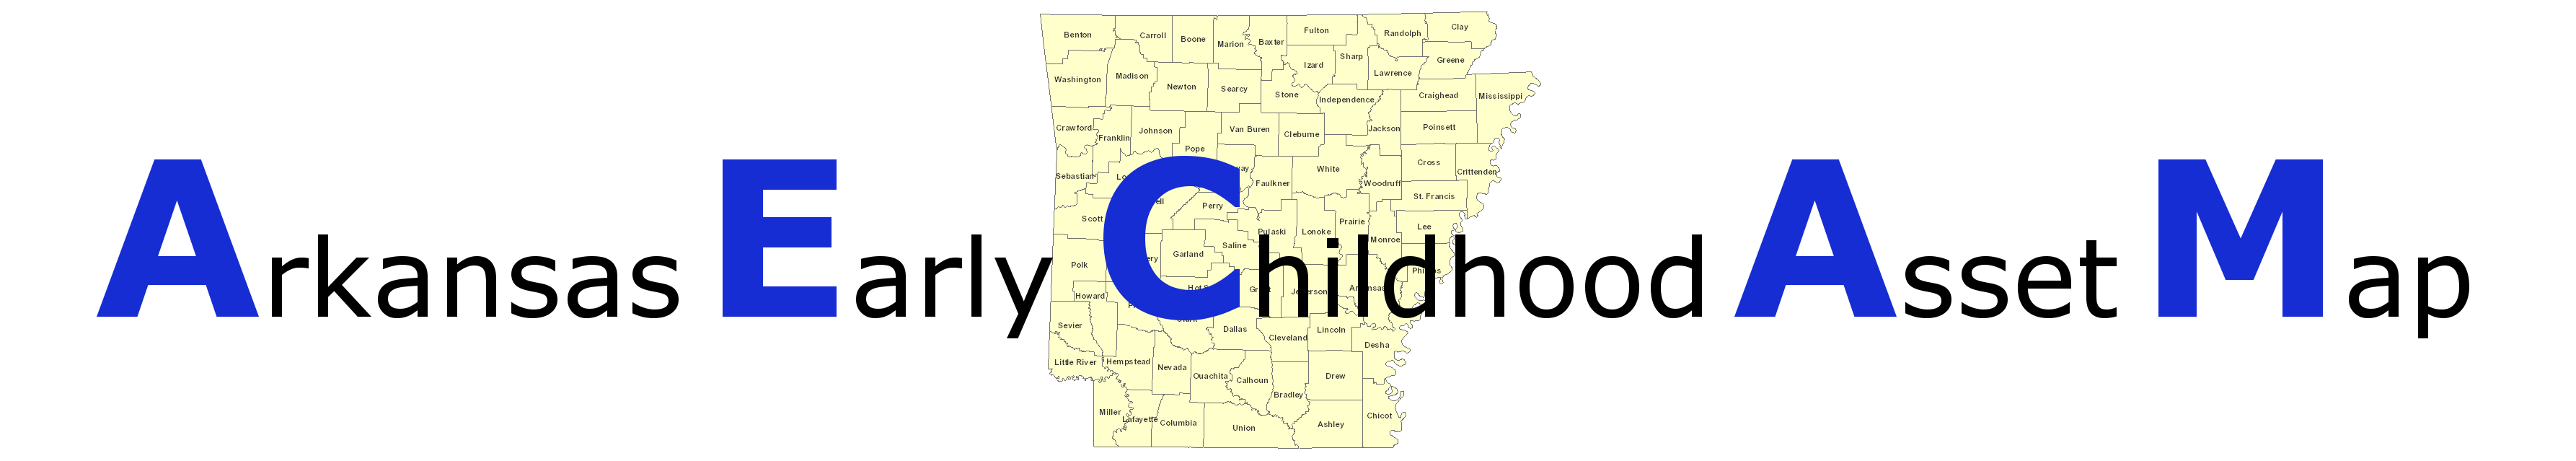 Arkansas Early Childhood Asset Map
Benton Carroll Boone Marion Baxter Fulton Randolph Clay
Washington Madison Newton Searcy Stone Izard Sharp Lawrence Greene
Independence Craighead Mississippi
Crawford Franklin Johnson Pope Van Buren Cleburne Jackson Poinsett
Sebastian Faulkner White Woodruff Cross Crittenden
St. Francis
Scott Perry Saline Pulaski Lonoke Prairie Monroe Lee
Polk Garland
Howard
Sevier Dallas Cleveland Lincoln Desha
Little River Hempstead Nevada Ouachita Calhoun Bradley Drew
Miller Lafayette Columbia Union Ashley Chicot